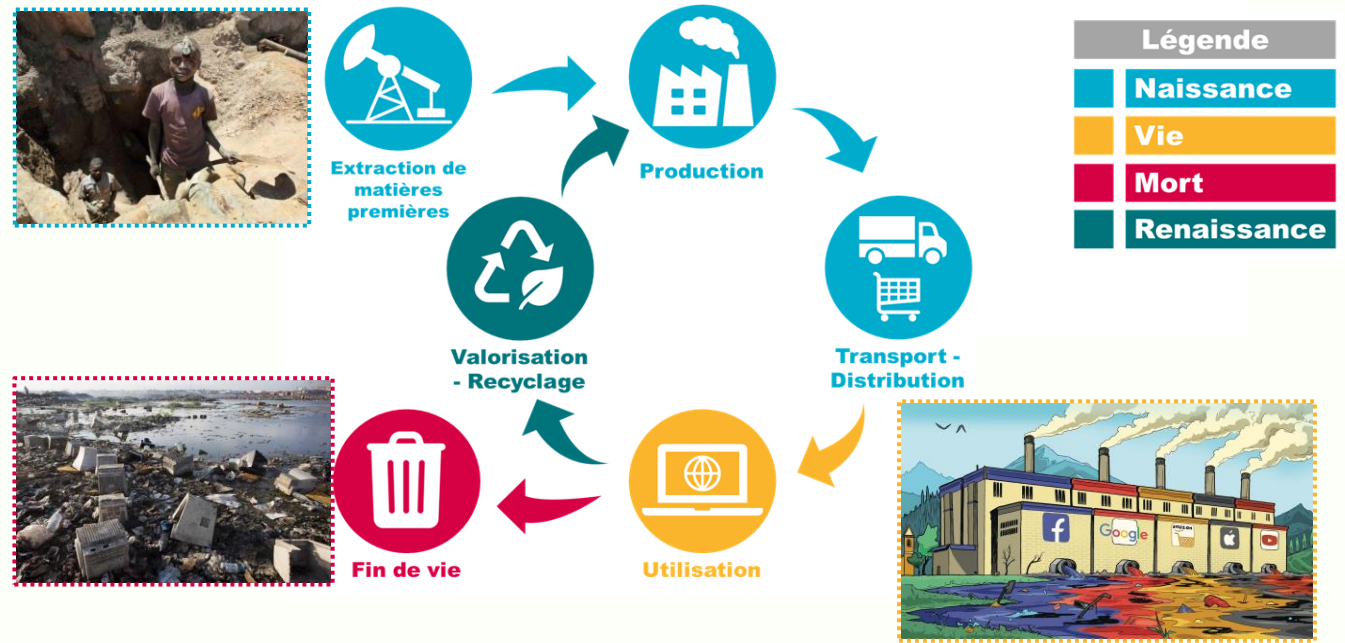 Légende
Naissance
Vie
Mort
Renaissance
Extraction de
matières
premières
Production
Valorisation
- Recyclage
Transport -
Distribution
Fin de vie
Utilisation
f
Google
amazon